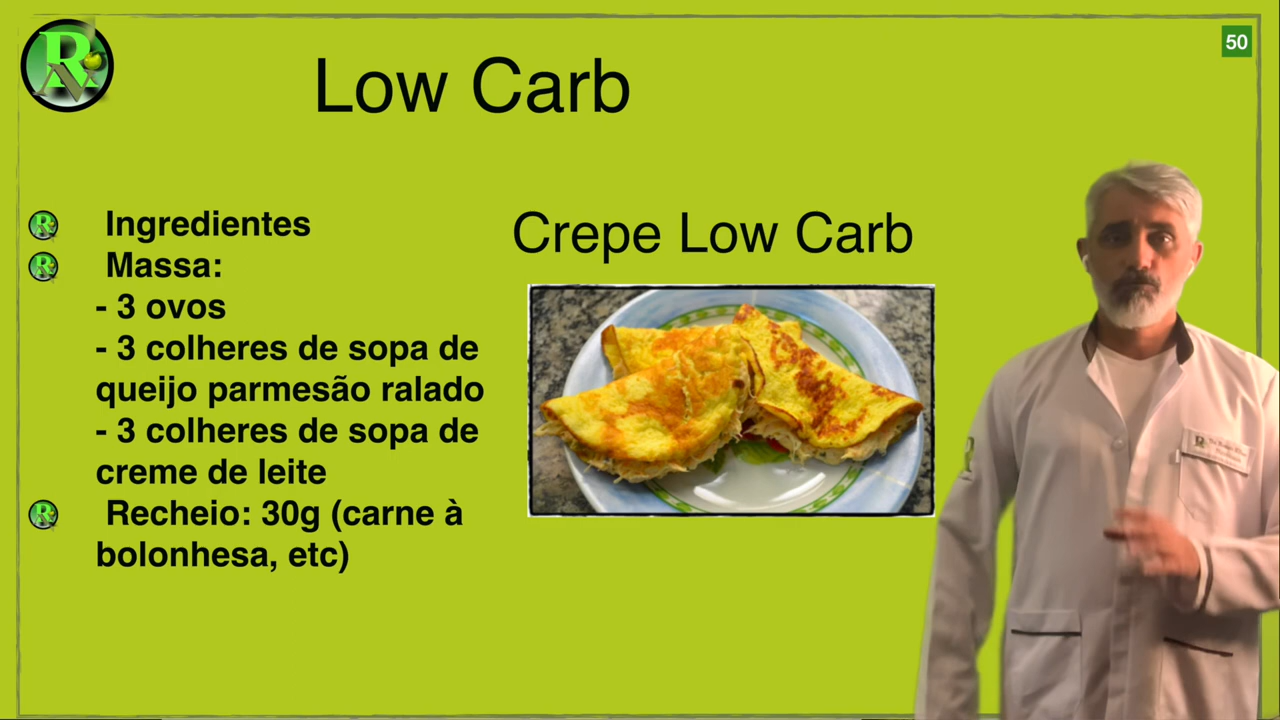 50
Low Carb
Ingredientes
Massa:
- 3 ovos
- 3 colheres de sopa de
queijo parmesão ralado
- 3 colheres de sopa de
creme de leite
Recheio: 30g (carne à
bolonhesa, etc)
Crepe Low Carb